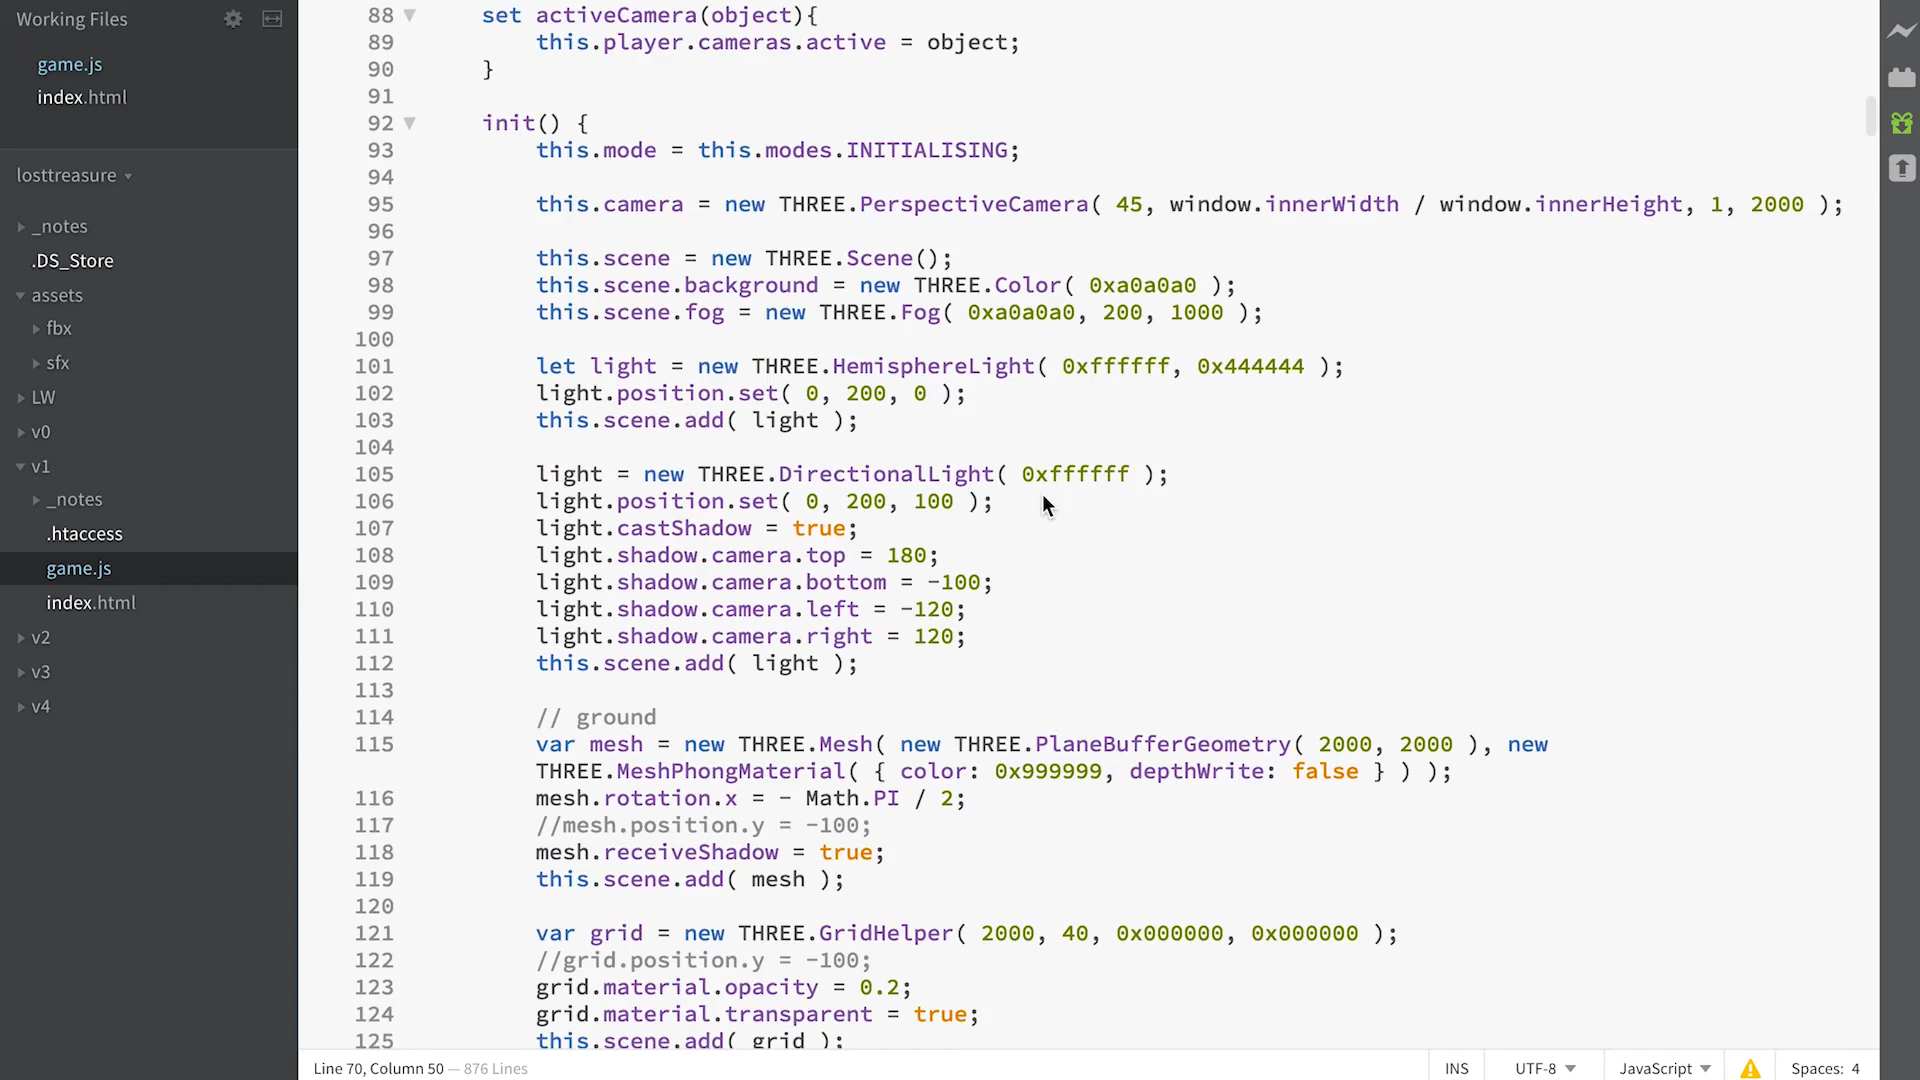 Working Files
game.js
index.html
losttreasure
_notes
.DS_Store
assets
fbx
sfx
LW
v0
v1
_notes
.htaccess
game.js
index.html
v2
v3
v4
88 set activeCamera(object){
89 this.player.cameras.active = object;
90 }
91
92 init() {
93 this.mode = this.modes.INITIALISING;
94
95 this.camera = new THREE.PerspectiveCamera( 45, window.innerWidth / window.innerHeight, 1, 2000 );
96
97 this.scene = new THREE.Scene();
98 this.scene.background = new THREE.Color( 0xa0a0a0 );
99 this.scene.fog = new THREE.Fog( 0xa0a0a0, 200, 1000 );
100
101 let light = new THREE.HemisphereLight( 0xffffff, 0x444444 );
102 light.position.set( 0, 200, 0 );
103 this.scene.add( light );
104
105 light = new THREE.DirectionalLight( 0xffffff );
106 light.position.set( 0, 200, 100 );
107 light.castShadow = true;
108 light.shadow.camera.top = 180;
109 light.shadow.camera.bottom = -100;
110 light.shadow.camera.left = -120;
111 light.shadow.camera.right = 120;
112 this.scene.add( light );
113
114 // ground
115 var mesh = new THREE.Mesh( new THREE.PlaneBufferGeometry( 2000, 2000 ), new
THREE.MeshPhongMaterial( { color: 0x999999, depthWrite: false } ) );
116 mesh.rotation.x = - Math.PI / 2;
117 //mesh.position.y = -100;
118 mesh.receiveShadow = true;
119 this.scene.add( mesh );
120
121 var grid = new THREE.GridHelper( 2000, 40, 0x000000, 0x000000 );
122 //grid.position.y = -100;
123 grid.material.opacity = 0.2;
124 grid.material.transparent = true;
125 this.scene.add( grid );
Line 70, Column 50 — 876 Lines
INS
UTF-8
JavaScript
Spaces: 4